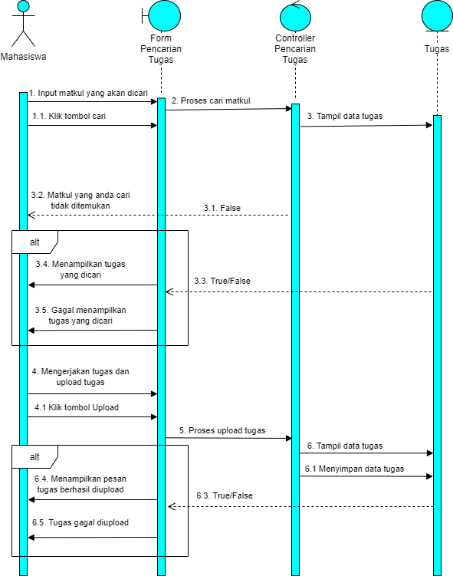 Mahasiswa
Form
Pencarian
Tugas
Controller
Pencarian
Tugas
Tugas
1. Input matkul yang akan dicari
2. Proses cari matkul
1.1. Klik tombol cari
3. Tampil data tugas
3.2. Matkul yang anda cari
tidak ditemukan
3.1. False
alt
3.4. Menampilkan tugas
yang dicari
3.3. True/False
3.5. Gagal menampilkan
tugas yang dicari
4. Mengerjakan tugas dan
upload tugas
4.1 Klik tombol Upload
5. Proses upload tugas
6. Tampil data tugas
alt
6.1 Menyimpan data tugas
6.4. Menampilkan pesan
tugas berhasil diupload
6.3. True/False
6.5. Tugas gagal diupload